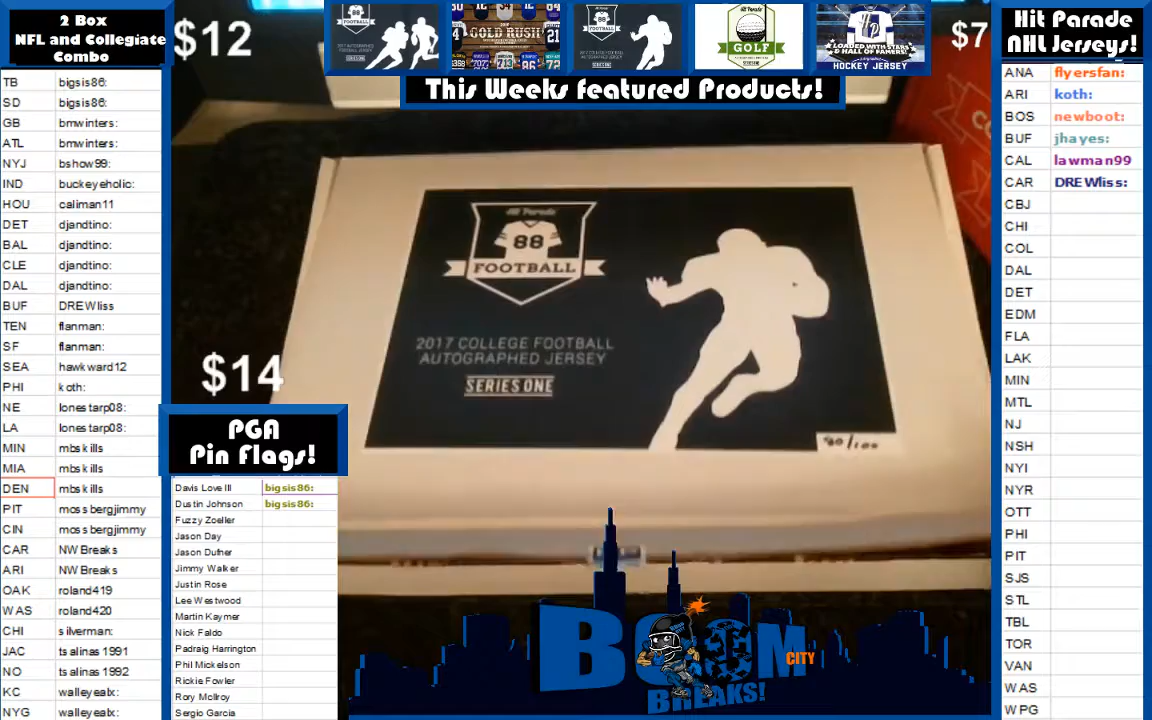 2 Box
NFL and Collegiate
Combo
TB bigsis86:
SD bigsis86:
GB bmwinters:
ATL bmwinters:
NYJ bshow99:
IND buckeyeholic:
HOU caliman11
DET djandtino:
BAL djandtino:
CLE djandtino:
DAL djandtino:
BUF DREWliss
TEN flanman:
SF flanman:
SEA hawkward12
PHI koth:
NE lonestarp08:
LA lonestarp08:
MIN mbskills
MIA mbskills
DEN mbskills
PIT mossbergjimmy
CIN mossbergjimmy
CAR NW Breaks
ARI NW Breaks
OAK roland419
WAS roland420
CHI silverman:
JAC tsalinas1991
NO tsalinas1992
KC walleyealx:
NYG walleyealx:
$12
$14
$7
FOOTBALL
GOLD RUSH
FOOTBALL
GOLF
LOADED WITH STARS
& HALL OF FAMERS!
HOCKEY JERSEY
This Weeks featured Products!
Hit Parade
88
FOOTBALL
2017 COLLEGE FOOTBALL
AUTOGRAPHED JERSEY
SERIES ONE
PGA
Pin Flags!
Davis Love III bigsis86:
Dustin Johnson bigsis86:
Fuzzy Zoeller
Jason Day
Jason Dufner
Jimmy Walker
Justin Rose
Lee Westwood
Martin Kaymer
Nick Faldo
Padraig Harrington
Phil Mickelson
Rickie Fowler
Rory McIlroy
Sergio Garcia
BOOM
CITY
BREAKS!
Hit Parade
NHL Jerseys!
ANA flyersfan:
ARI koth:
BOS newboot:
BUF jhayes:
CAL lawman99
CAR DREWliss:
CBJ
CHI
COL
DAL
DET
EDM
FLA
LAK
MIN
MTL
NJ
NSH
NYI
NYR
OTT
PHI
PIT
SJS
STL
TBL
TOR
VAN
WAS
WPG